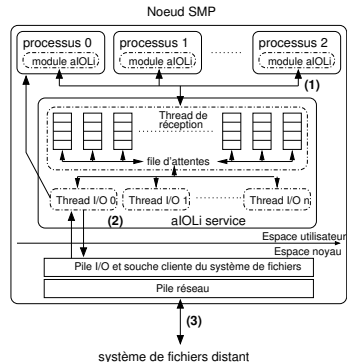 Noeud SMP
processus 0 processus 1 processus 2
module aIOLi module aIOLi module aIOLi
(1)
Thread de
réception
file d'attentes
Thread I/O 0 Thread I/O 1 Thread I/O n
(2)
aIOLi service
Espace utilisateur
Espace noyau
Pile I/O et souche cliente du système de fichiers
Pile réseau
(3)
système de fichiers distant